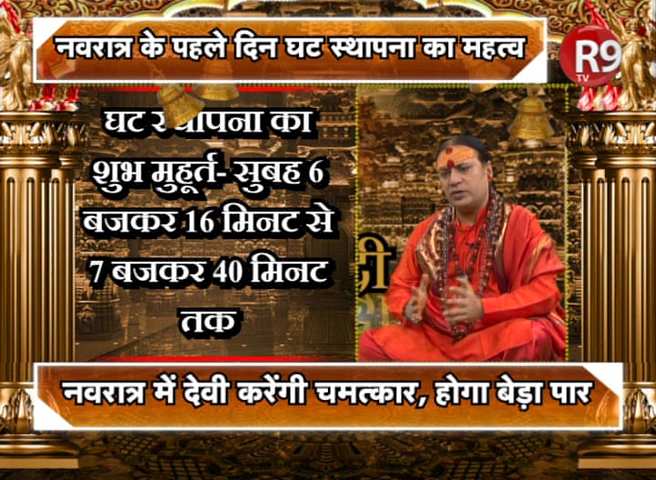 नवरात्र के पहले दिन घट स्थापना का महत्व
R9
TV
घट स्थापना का
शुभ मुहूर्त- सुबह 6
बजकर 16 मिनट से
7 बजकर 40 मिनट
तक
नवरात्र में देवी करेंगी चमत्कार, होगा बेड़ा पार